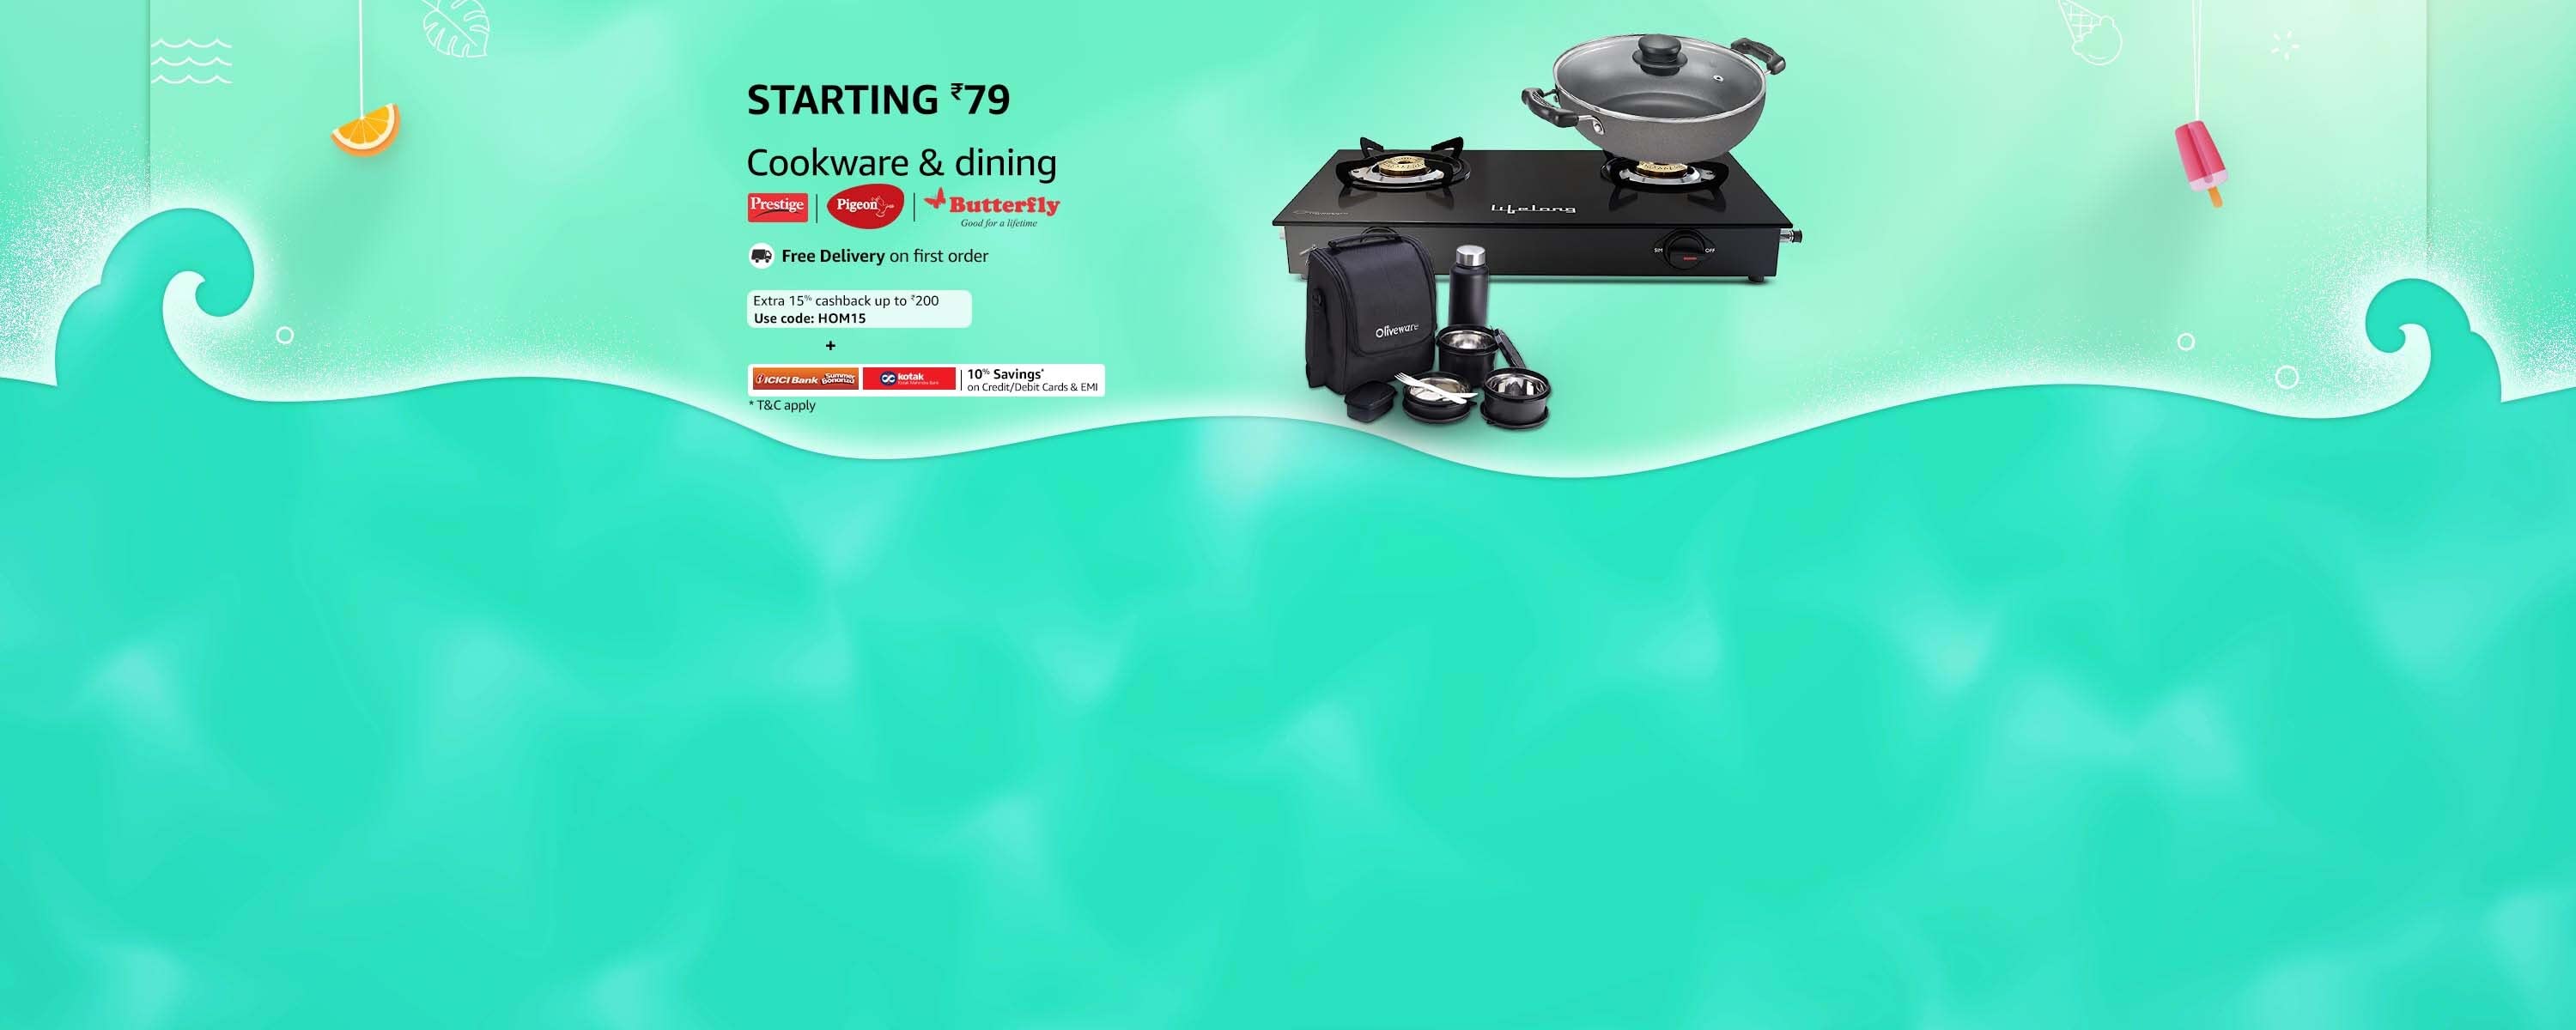 STARTING ₹79
Cookware & dining
Prestige | Pigeon | Butterfly
Good for a lifetime
Free Delivery on first order
Extra 15% cashback up to ₹200
Use code: HOM15
+
ICICI Bank Summer Bonanza kotak Kotak Mahindra Bank | 10% Savings*
on Credit/Debit Cards & EMI
* T&C apply
lifelong
SIM OFF
Oliveware